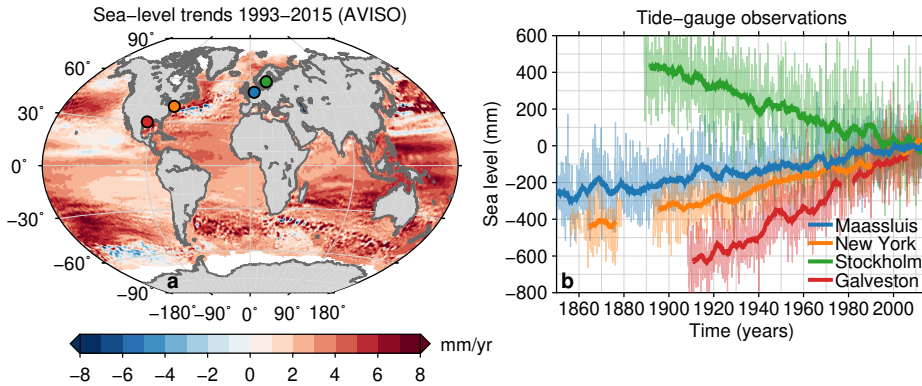 Sea−level trends 1993−2015 (AVISO)
90°
60°
30°
0°
−30°
−60°
−90°
a
−180° −90° 0° 90° 180°
−8 −6 −4 −2 0 2 4 6 8
mm/yr
Tide−gauge observations
Sea level (mm)
600
400
200
0
−200
−400
−600
−800
b
Maassluis
New York
Stockholm
Galveston
1860 1880 1900 1920 1940 1960 1980 2000
Time (years)